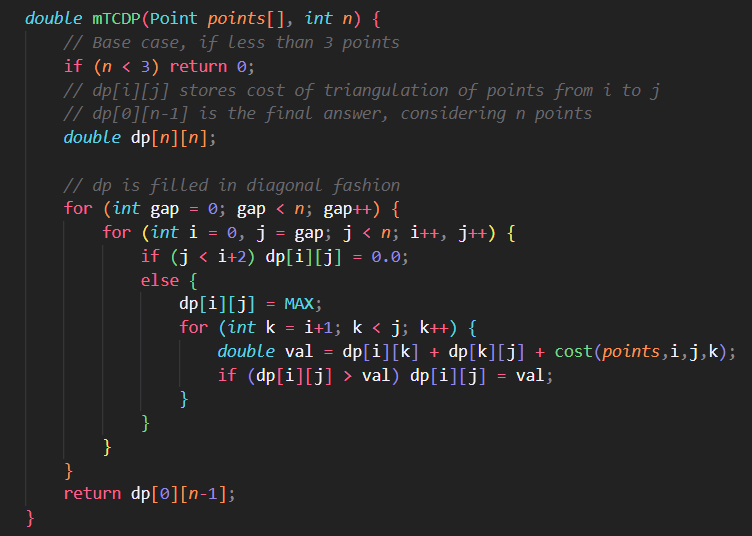 double mTCDP(Point points[], int n) {
    // Base case, if less than 3 points
    if (n < 3) return 0;
    // dp[i][j] stores cost of triangulation of points from i to j
    // dp[0][n-1] is the final answer, considering n points
    double dp[n][n];

    // dp is filled in diagonal fashion
    for (int gap = 0; gap < n; gap++) {
        for (int i = 0, j = gap; j < n; i++, j++) {
            if (j < i+2) dp[i][j] = 0.0;
            else {
                dp[i][j] = MAX;
                for (int k = i+1; k < j; k++) {
                    double val = dp[i][k] + dp[k][j] + cost(points,i,j,k);
                    if (dp[i][j] > val) dp[i][j] = val;
                }
            }
        }
    }
    return dp[0][n-1];
}